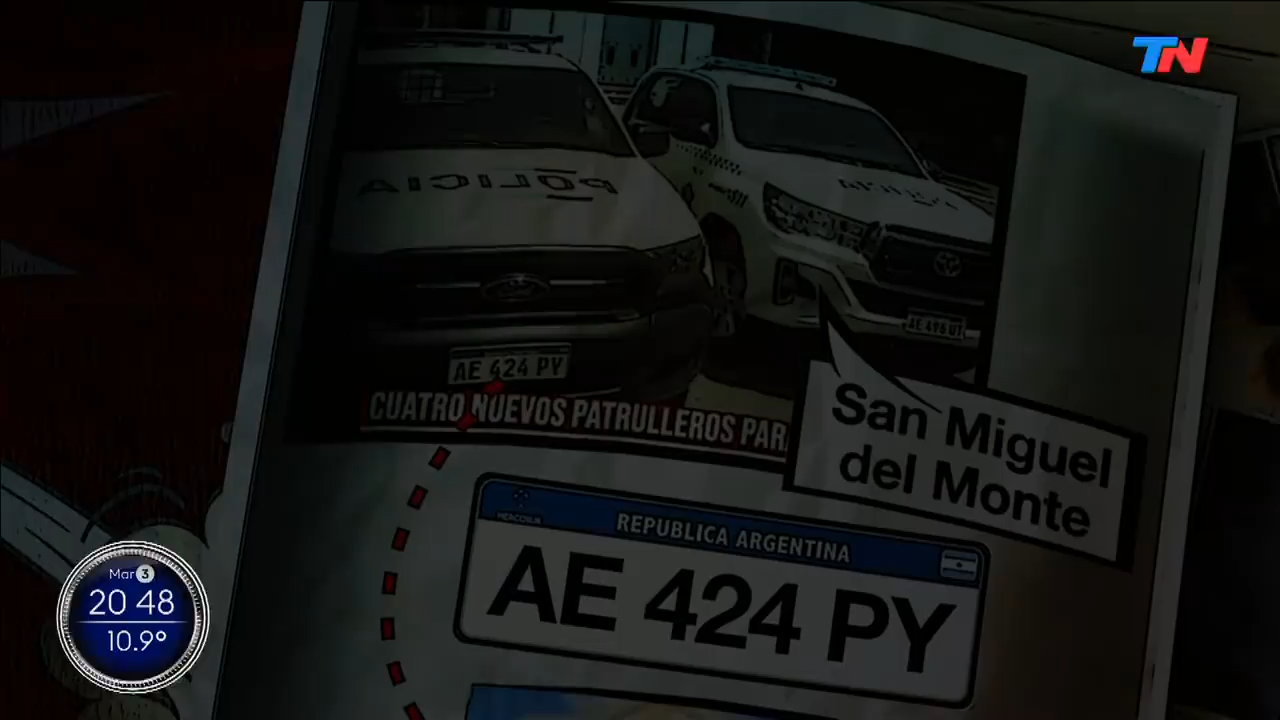 TN
POLICIA
AE 424 PY
AE 416 UT
CUATRO NUEVOS PATRULLEROS PAR
San Miguel
del Monte
MERCOSUR
REPUBLICA ARGENTINA
AE 424 PY
Mar 3
20 48
10.9°